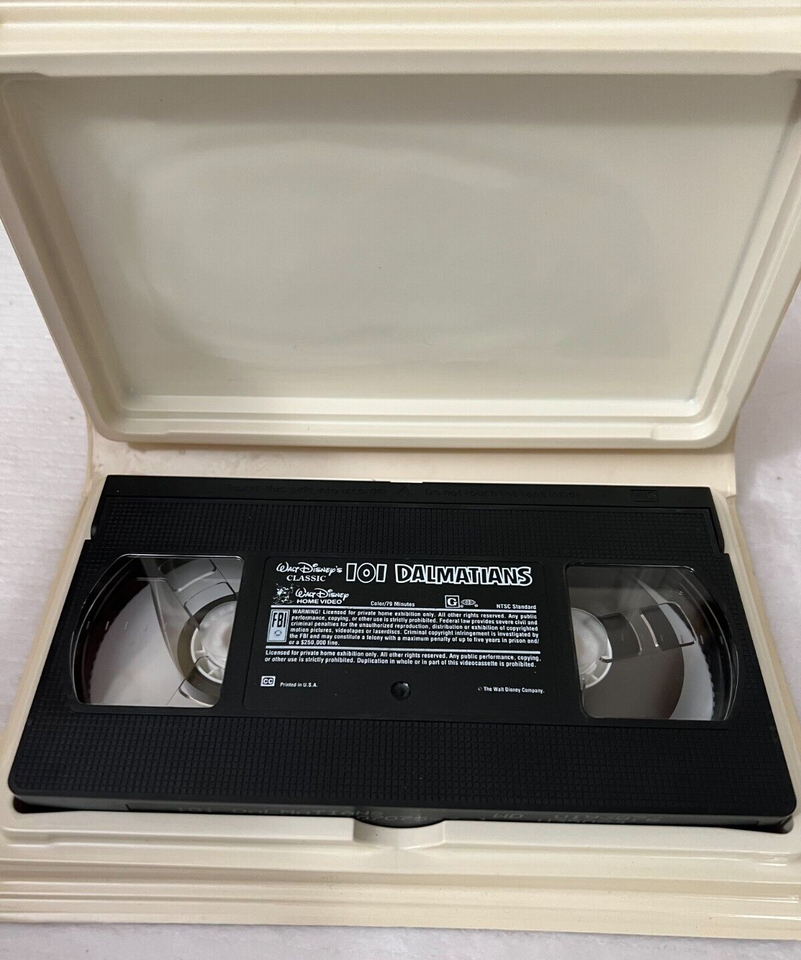 WALT DISNEY'S
CLASSIC
101 DALMATIANS
WALT DISNEY
HOME VIDEO
Color/79 Minutes
G
NTSC Standard
FBI
WARNING! Licensed for private home exhibition only. All other rights reserved. Any public
performance, copying, or other use is strictly prohibited. Federal law provides severe civil and
criminal penalties for the unauthorized reproduction, distribution or exhibition of copyrighted
motion pictures, videotapes or laserdiscs. Criminal copyright infringement is investigated by
the FBI and may constitute a felony with a maximum penalty of up to five years in prison and/
or a $250,000 fine.
Licensed for private home exhibition only. All other rights reserved. Any public performance, copying,
or other use is strictly prohibited. Duplication in whole or in part of this videocassette is prohibited.
CC
Printed in U.S.A.
© The Walt Disney Company.